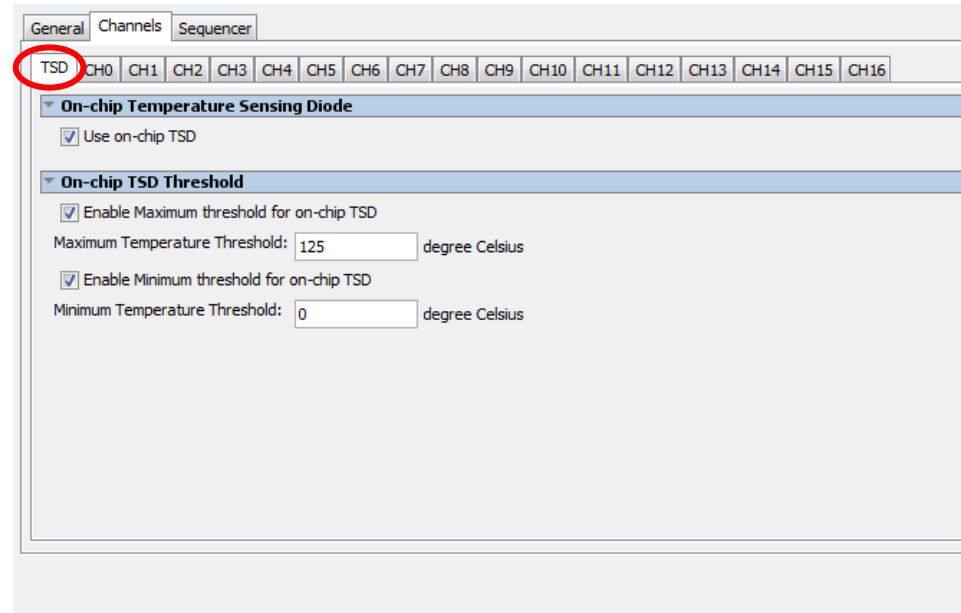 General Channels Sequencer
TSD CH0 CH1 CH2 CH3 CH4 CH5 CH6 CH7 CH8 CH9 CH10 CH11 CH12 CH13 CH14 CH15 CH16
On-chip Temperature Sensing Diode
Use on-chip TSD
On-chip TSD Threshold
Enable Maximum threshold for on-chip TSD
Maximum Temperature Threshold: 125 degree Celsius
Enable Minimum threshold for on-chip TSD
Minimum Temperature Threshold: 0 degree Celsius